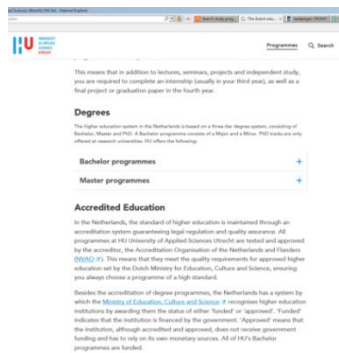 Programmes
Search
This means that in addition to lectures, seminars, projects and independent study,
you are required to complete an internship (usually in your third year), as well as a
final project or graduation paper in the fourth year.
Degrees
The higher education system in the Netherlands is based on a three-tier degree system, consisting of
Bachelor, Master and PhD. A Bachelor programme consists of a Major and a Minor. PhD tracks are only
offered at research universities. HU offers the following:
Bachelor programmes
Master programmes
Accredited Education
In the Netherlands, the standard of higher education is maintained through an
accreditation system guaranteeing legal regulation and quality assurance. All
programmes at HU University of Applied Sciences Utrecht are tested and approved
by the accreditor, the Accreditation Organisation of the Netherlands and Flanders
(NVAO). This means that they meet the quality requirements for approved higher
education set by the Dutch Ministry for Education, Culture and Science, ensuring
you always choose a programme of a high standard.
Besides the accreditation of degree programmes, the Netherlands has a system by
which the Ministry of Education, Culture and Science recognises higher education
institutions by awarding them the status of either 'funded' or 'approved'. 'Funded'
indicates that the institution is financed by the government. 'Approved' means that
the institution, although accredited and approved, does not receive government
funding and has to rely on its own monetary sources. All of HU's Bachelor
programmes are funded.